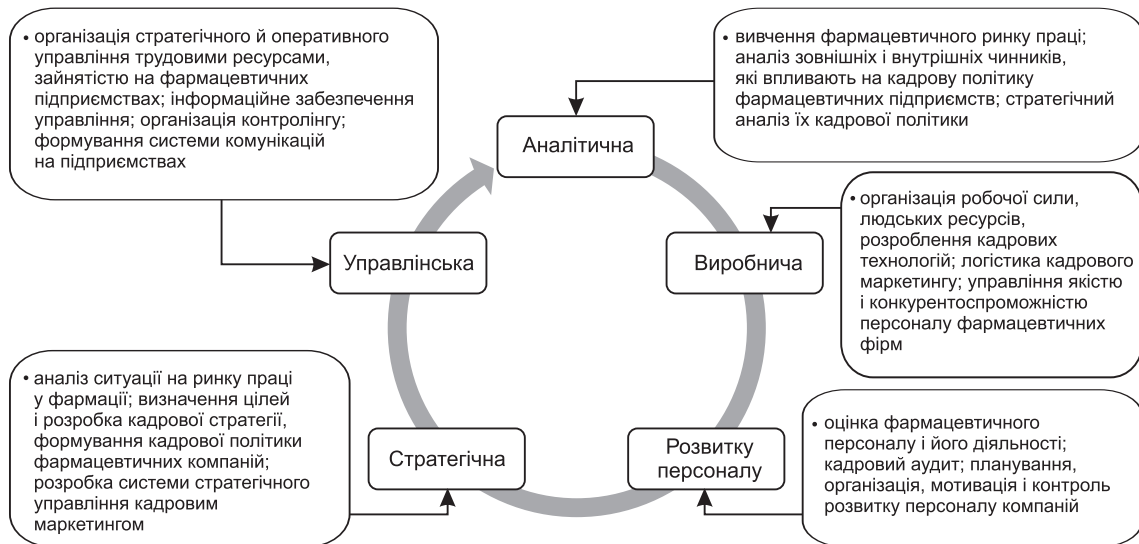 • організація стратегічного й оперативного
управління трудовими ресурсами,
зайнятістю на фармацевтичних
підприємствах; інформаційне забезпечення
управління; організація контролінгу;
формування системи комунікацій
на підприємствах
• вивчення фармацевтичного ринку праці;
аналіз зовнішніх і внутрішніх чинників,
які впливають на кадрову політику
фармацевтичних підприємств; стратегічний
аналіз їх кадрової політики
Аналітична
• організація робочої сили,
людських ресурсів,
розроблення кадрових
технологій; логістика кадрового
маркетингу; управління якістю
і конкурентоспроможністю
персоналу фармацевтичних
фірм
Управлінська
Виробнича
• аналіз ситуації на ринку праці
у фармації; визначення цілей
і розробка кадрової стратегії,
формування кадрової політики
фармацевтичних компаній;
розробка системи стратегічного
управління кадровим
маркетингом
Стратегічна
Розвитку
персоналу
• оцінка фармацевтичного
персоналу і його діяльності;
кадровий аудит; планування,
організація, мотивація і контроль
розвитку персоналу компаній